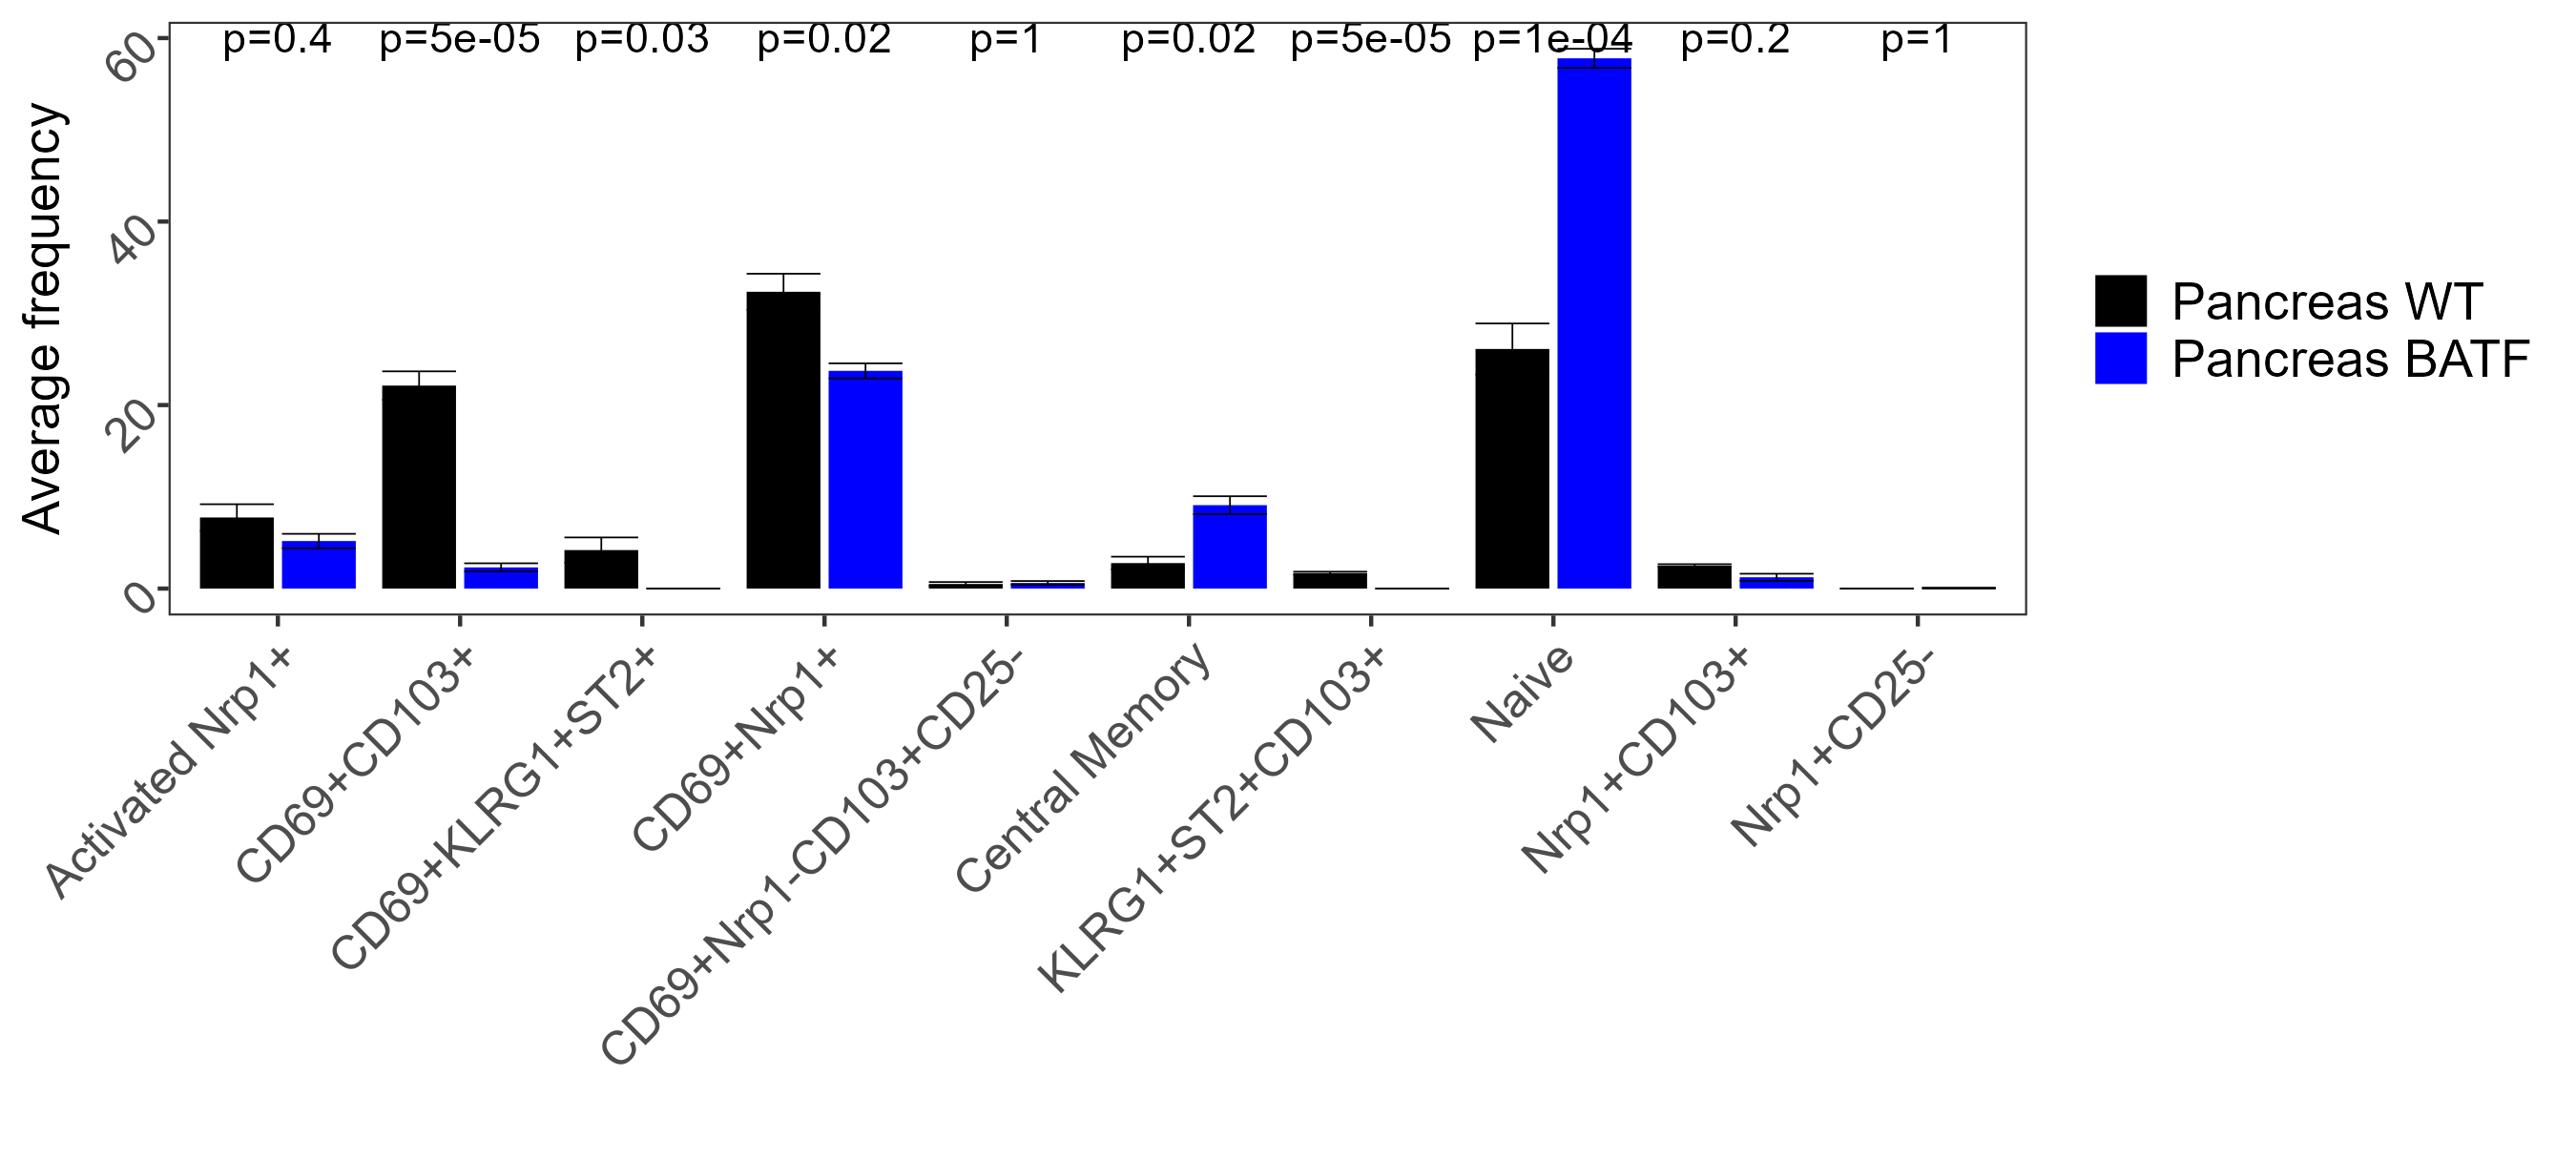 p=0.4 p=5e-05 p=0.03 p=0.02 p=1 p=0.02 p=5e-05 p=1e-04 p=0.2 p=1
Average frequency
60
40
20
0
Pancreas WT
Pancreas BATF
Activated Nrp1+
CD69+CD103+
CD69+KLRG1+ST2+
CD69+Nrp1+
CD69+Nrp1-CD103+CD25-
Central Memory
KLRG1+ST2+CD103+
Naive
Nrp1+CD103+
Nrp1+CD25-